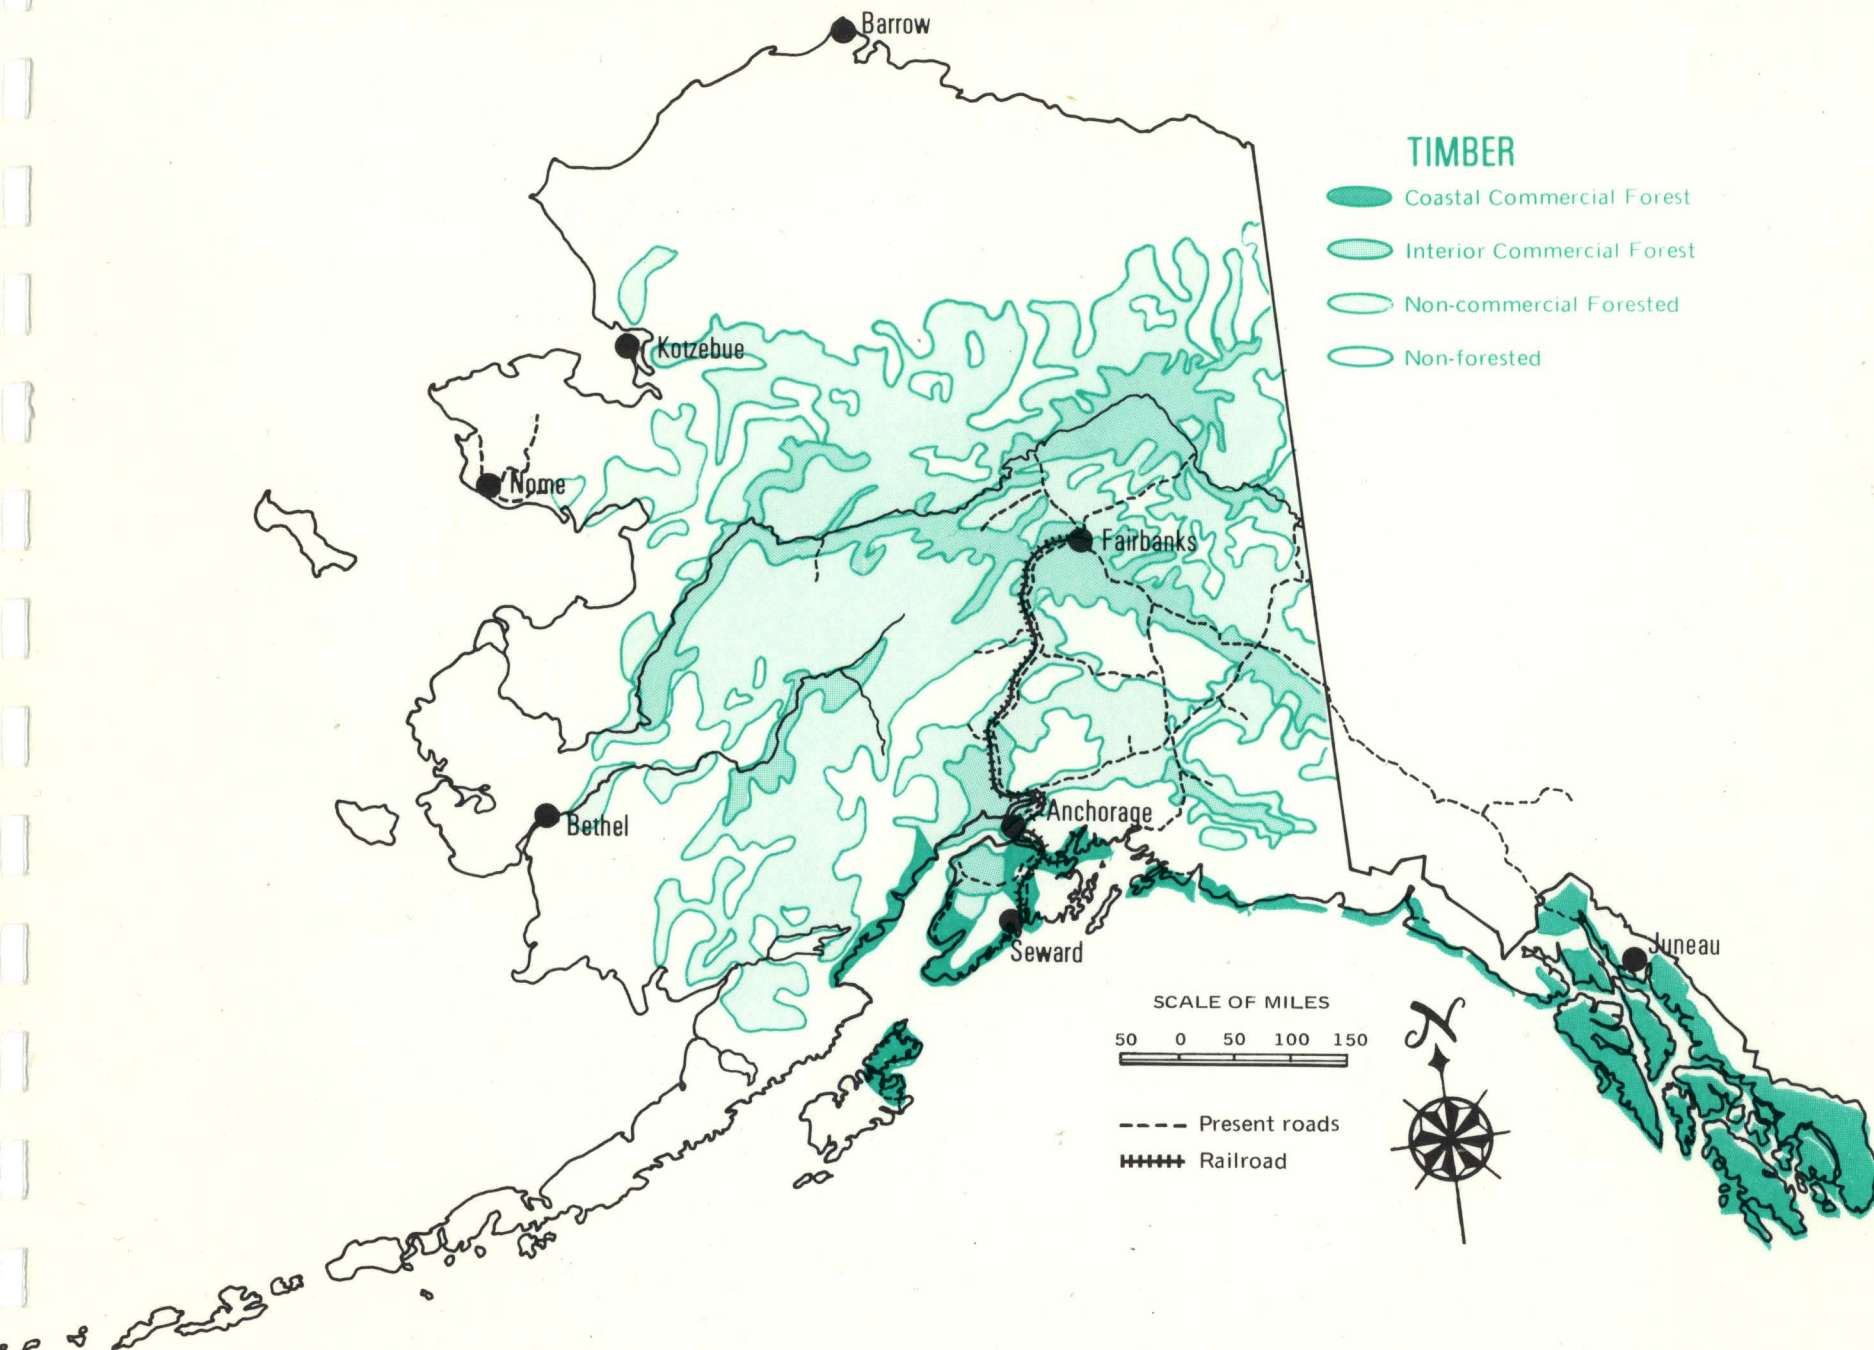 Barrow
TIMBER
Coastal Commercial Forest
Interior Commercial Forest
Non-commercial Forested
Non-forested
Kotzebue
Nome
Fairbanks
Anchorage
Bethel
Seward
Juneau
SCALE OF MILES
50 0 50 100 150
N
Present roads
Railroad